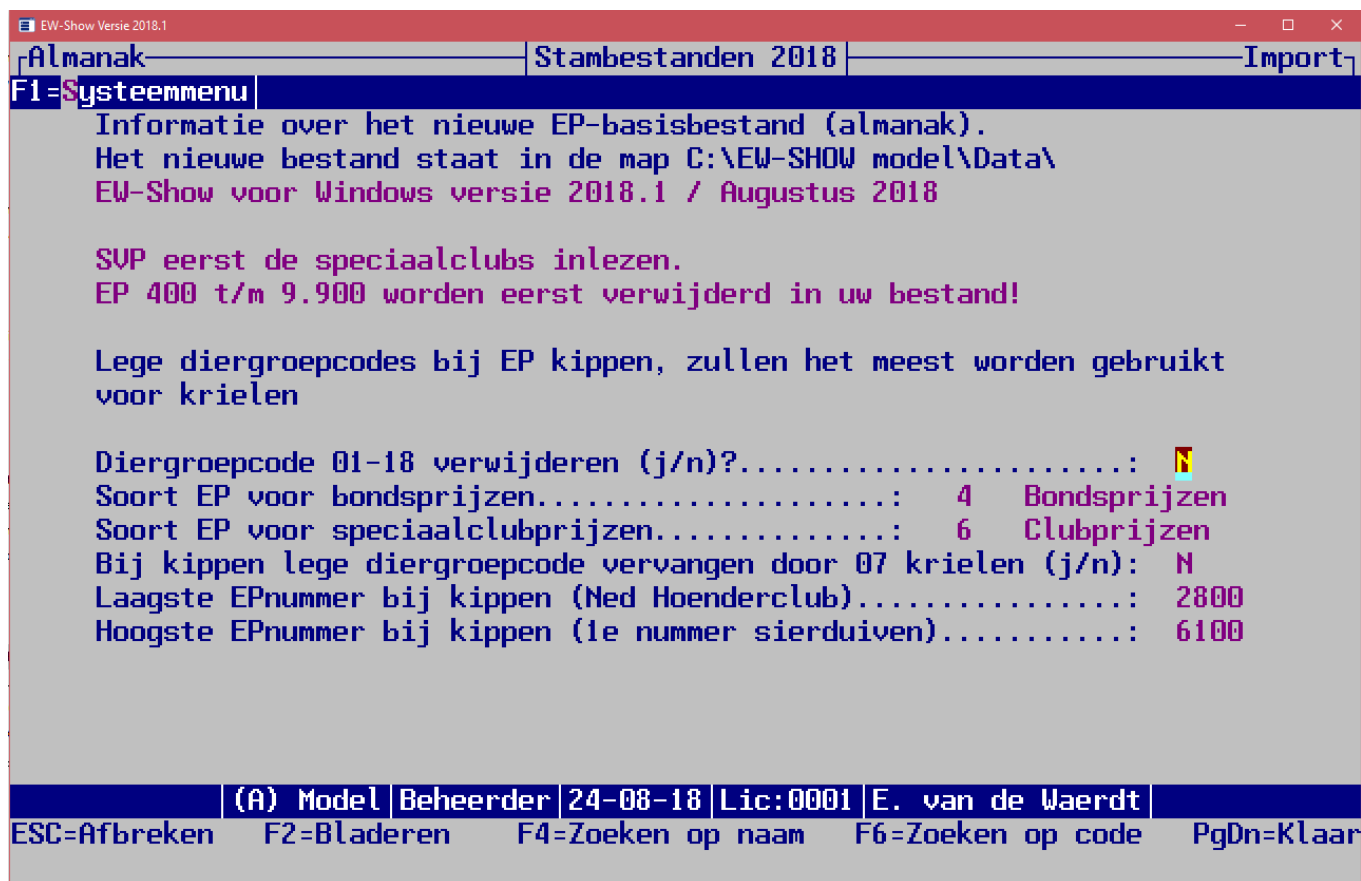 EW-Show Versie 2018.1
Almanak Stambestanden 2018 Import
F1=Systeemmenu
Informatie over het nieuwe EP-basisbestand (almanak).
Het nieuwe bestand staat in de map C:\EW-SHOW model\Data\
EW-Show voor Windows versie 2018.1 / Augustus 2018
SVP eerst de speciaalclubs inlezen.
EP 400 t/m 9.900 worden eerst verwijderd in uw bestand!
Lege diergroepcodes bij EP kippen, zullen het meest worden gebruikt
voor krielen
Diergroepcode 01-18 verwijderen (j/n)?.......................: N
Soort EP voor bondsprijzen.....................: 4 Bondsprijzen
Soort EP voor speciaalclubprijzen..............: 6 Clubprijzen
Bij kippen lege diergroepcode vervangen door 07 krielen (j/n): N
Laagste EPnummer bij kippen (Ned Hoenderclub)................: 2800
Hoogste EPnummer bij kippen (1e nummer sierduiven)...........: 6100
(A) Model Beheerder 24-08-18 Lic:0001 E. van de Waerdt
ESC=Afbreken F2=Bladeren F4=Zoeken op naam F6=Zoeken op code PgDn=Klaar